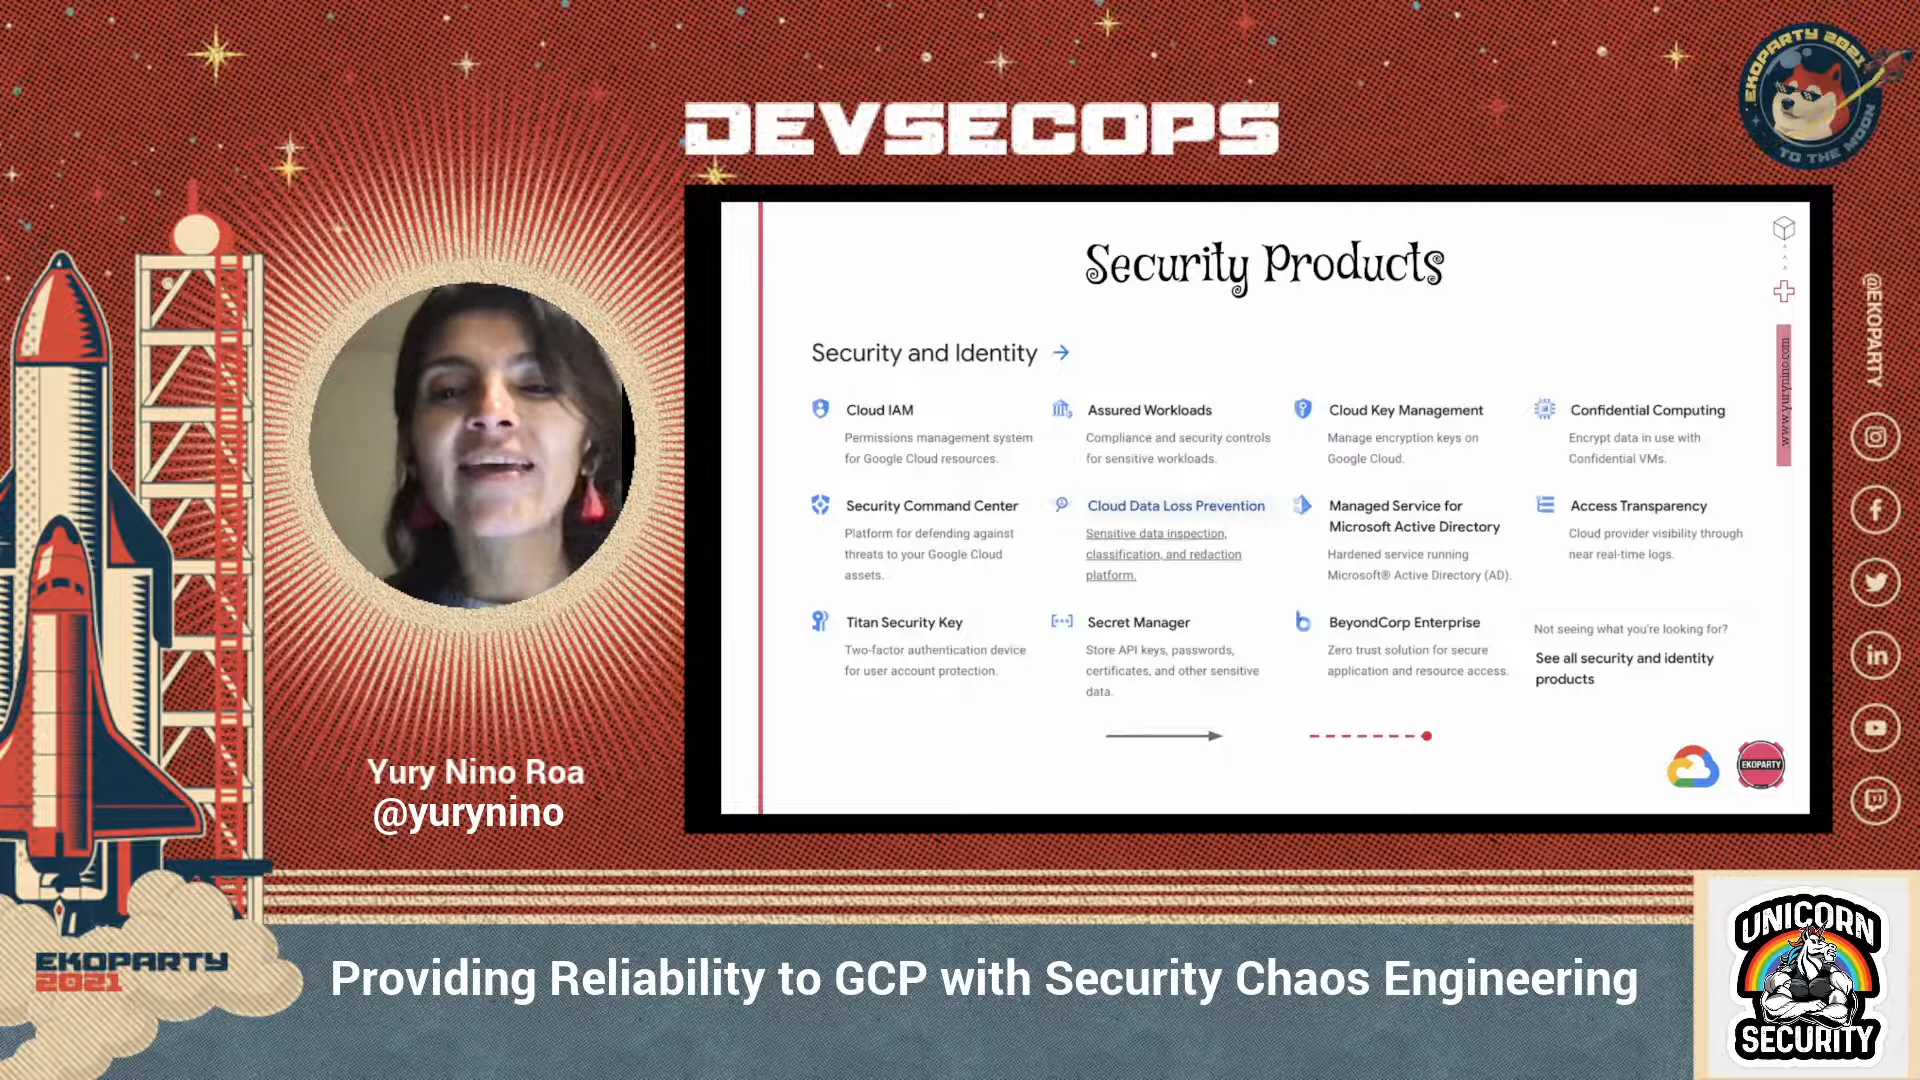 EKOPARTY 2021
TO THE MOON
DEVSECOPS
Security Products
www.yurynino.com
@EKOPARTY
Security and Identity
Cloud IAM
Permissions management system
for Google Cloud resources.
Assured Workloads
Compliance and security controls
for sensitive workloads.
Cloud Key Management
Manage encryption keys on
Google Cloud.
Confidential Computing
Encrypt data in use with
Confidential VMs.
Security Command Center
Platform for defending against
threats to your Google Cloud
assets.
Cloud Data Loss Prevention
Sensitive data inspection,
classification, and redaction
platform.
Managed Service for
Microsoft Active Directory
Hardened service running
Microsoft® Active Directory (AD).
Access Transparency
Cloud provider visibility through
near real-time logs.
Titan Security Key
Two-factor authentication device
for user account protection.
Secret Manager
Store API keys, passwords,
certificates, and other sensitive
data.
BeyondCorp Enterprise
Zero trust solution for secure
application and resource access.
Not seeing what you're looking for?
See all security and identity
products
EKOPARTY
Yury Nino Roa
@yurynino
EKOPARTY
2021
Providing Reliability to GCP with Security Chaos Engineering
UNICORN
SECURITY